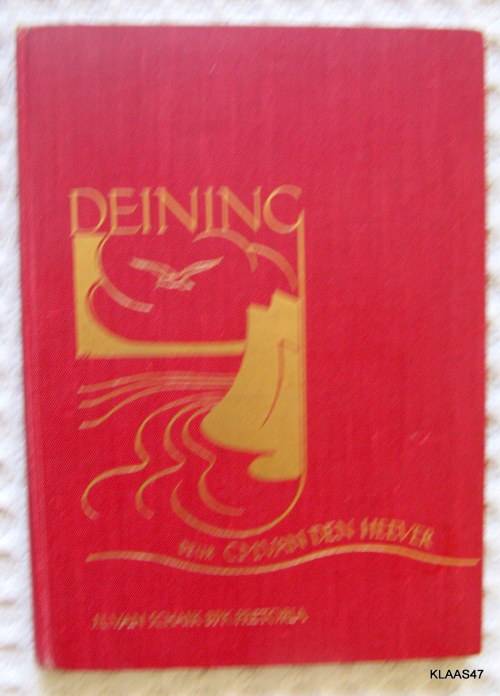 DEINING
deur C.M. VAN DEN HEEVER
J.L. VAN SCHAIK BPK. PRETORIA
KLAAS47